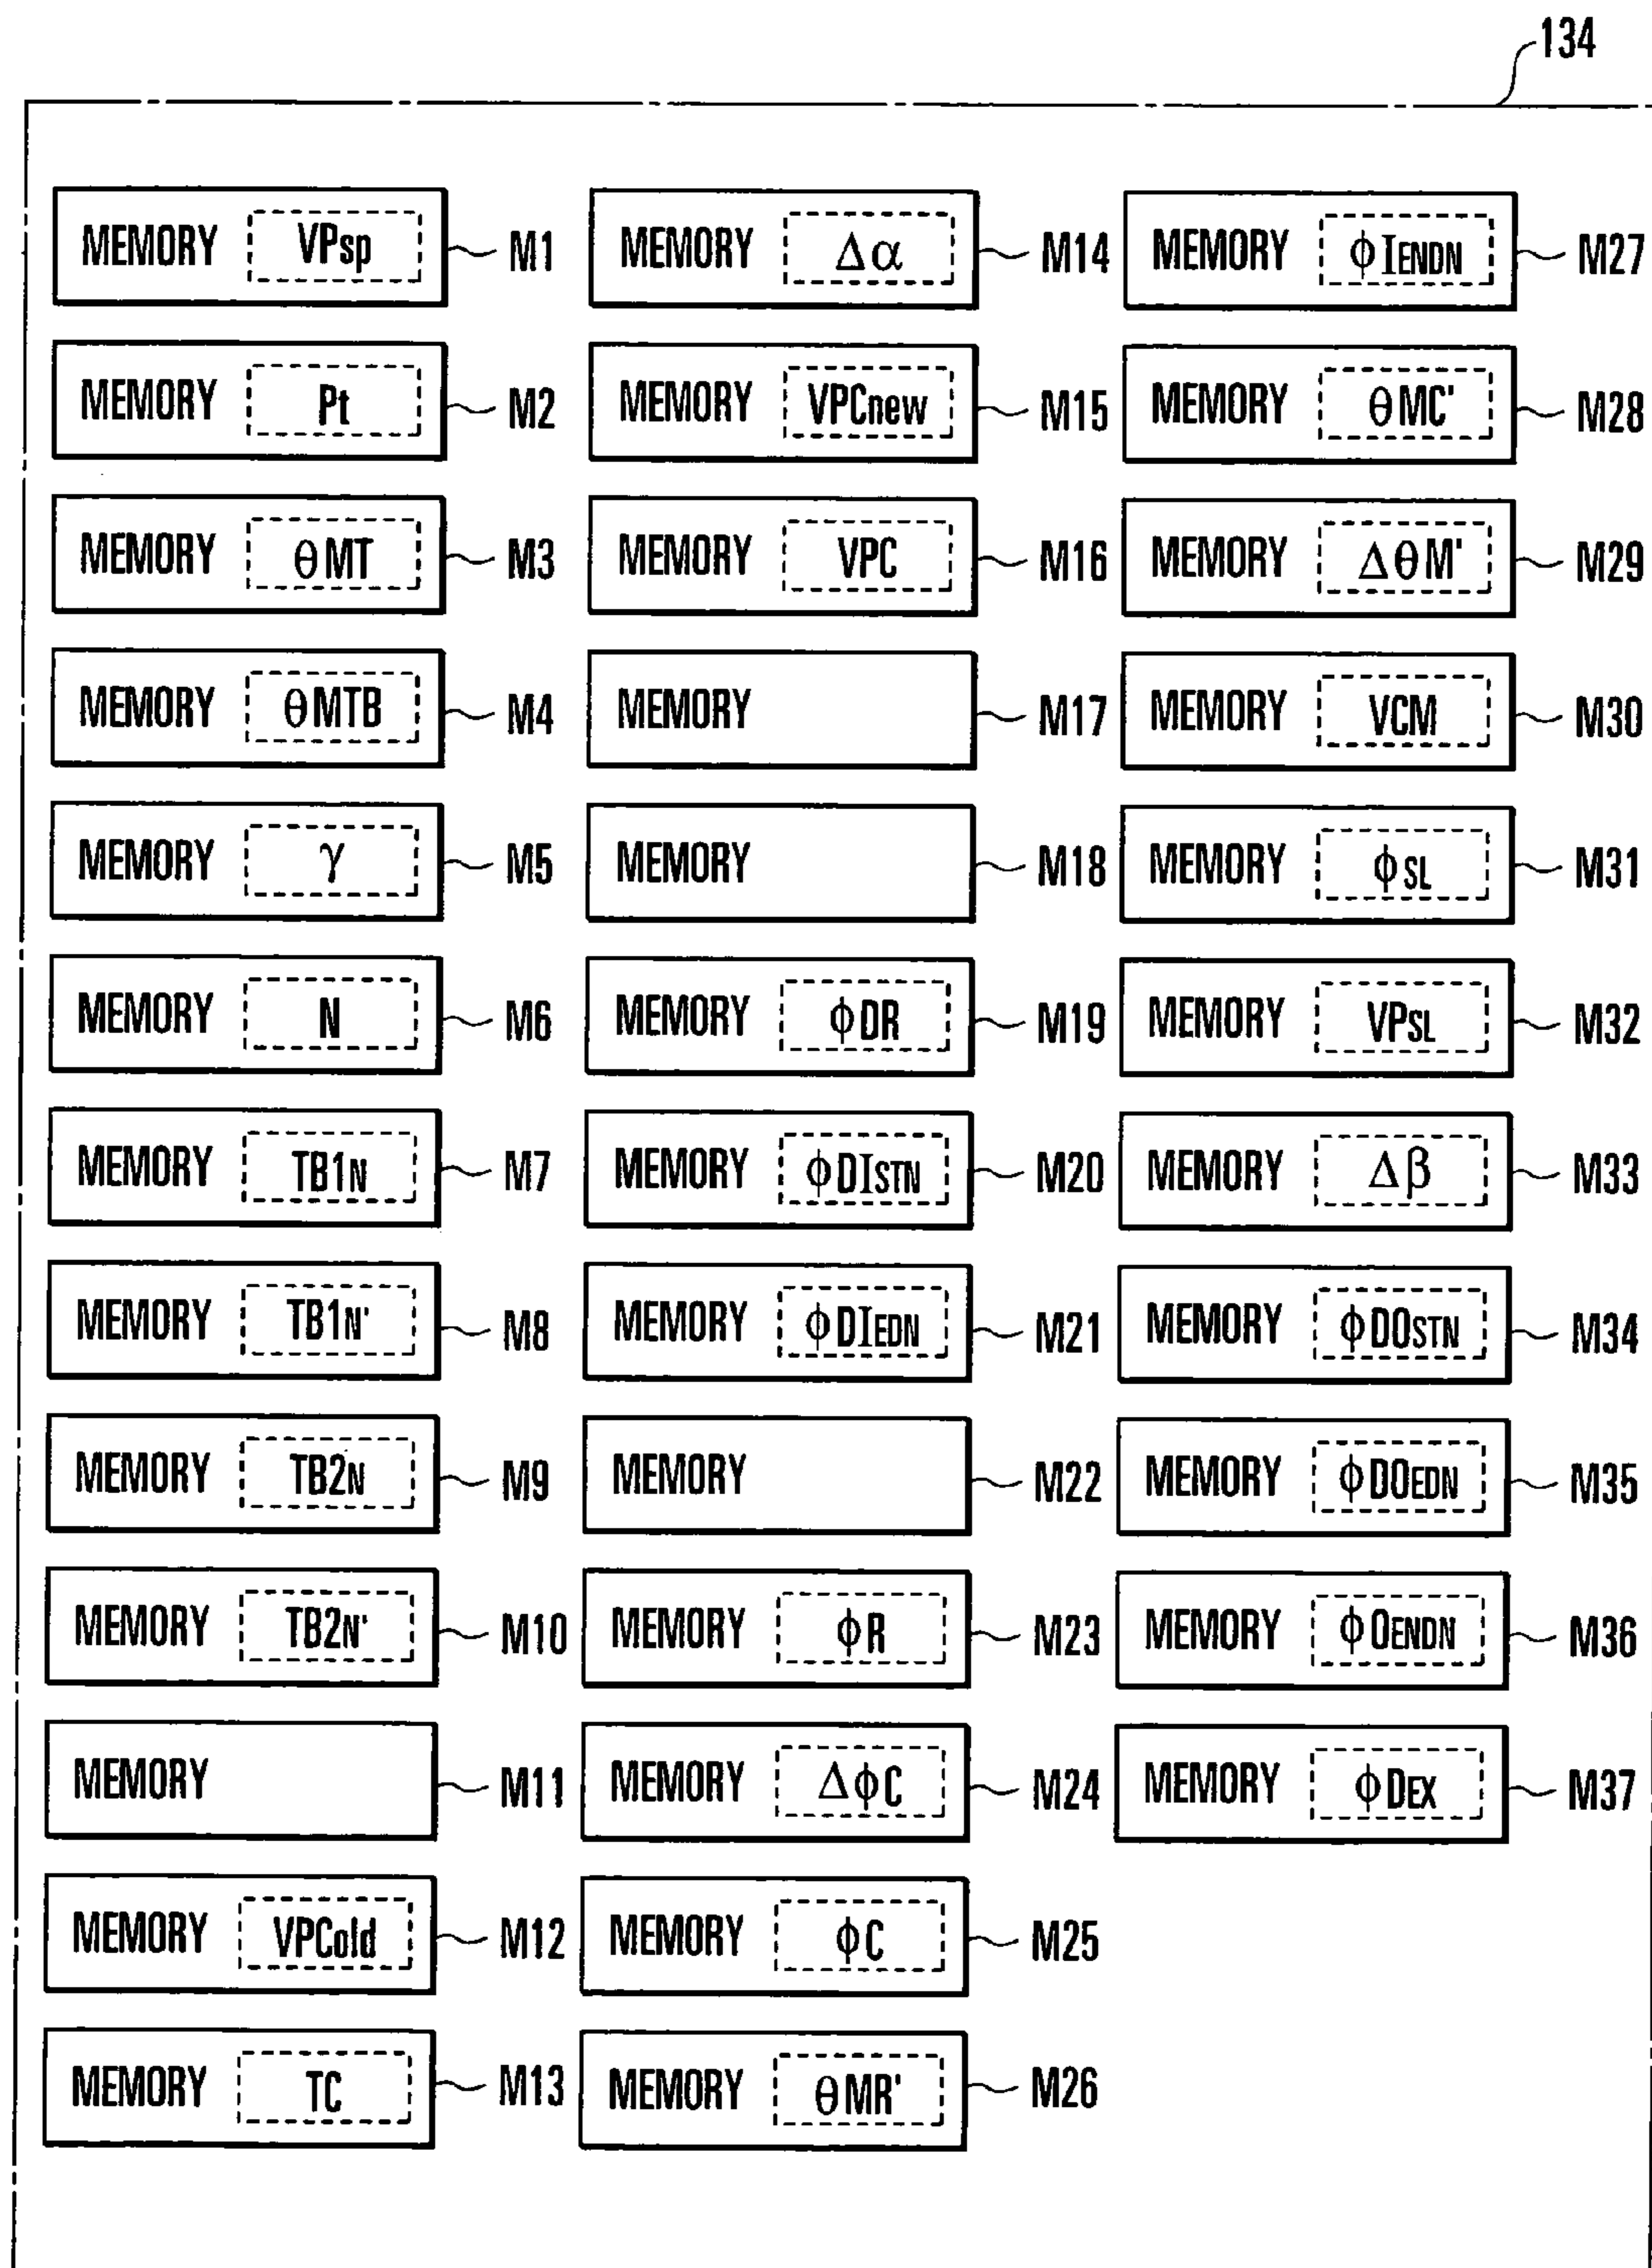 134
MEMORY VPsp M1
MEMORY Pt M2
MEMORY θMT M3
MEMORY θMTB M4
MEMORY γ M5
MEMORY N M6
MEMORY TB1N M7
MEMORY TB1N' M8
MEMORY TB2N M9
MEMORY TB2N' M10
MEMORY M11
MEMORY VPCold M12
MEMORY TC M13
MEMORY Δα M14
MEMORY VPCnew M15
MEMORY VPC M16
MEMORY M17
MEMORY M18
MEMORY ϕDR M19
MEMORY ϕDISTN M20
MEMORY ϕDIEDN M21
MEMORY M22
MEMORY ϕR M23
MEMORY ΔϕC M24
MEMORY ϕC M25
MEMORY θMR' M26
MEMORY ϕIENDN M27
MEMORY θMC' M28
MEMORY ΔθM' M29
MEMORY VCM M30
MEMORY ϕSL M31
MEMORY VPSL M32
MEMORY Δβ M33
MEMORY ϕDOSTN M34
MEMORY ϕDOEDN M35
MEMORY ϕOENDN M36
MEMORY ϕDEX M37